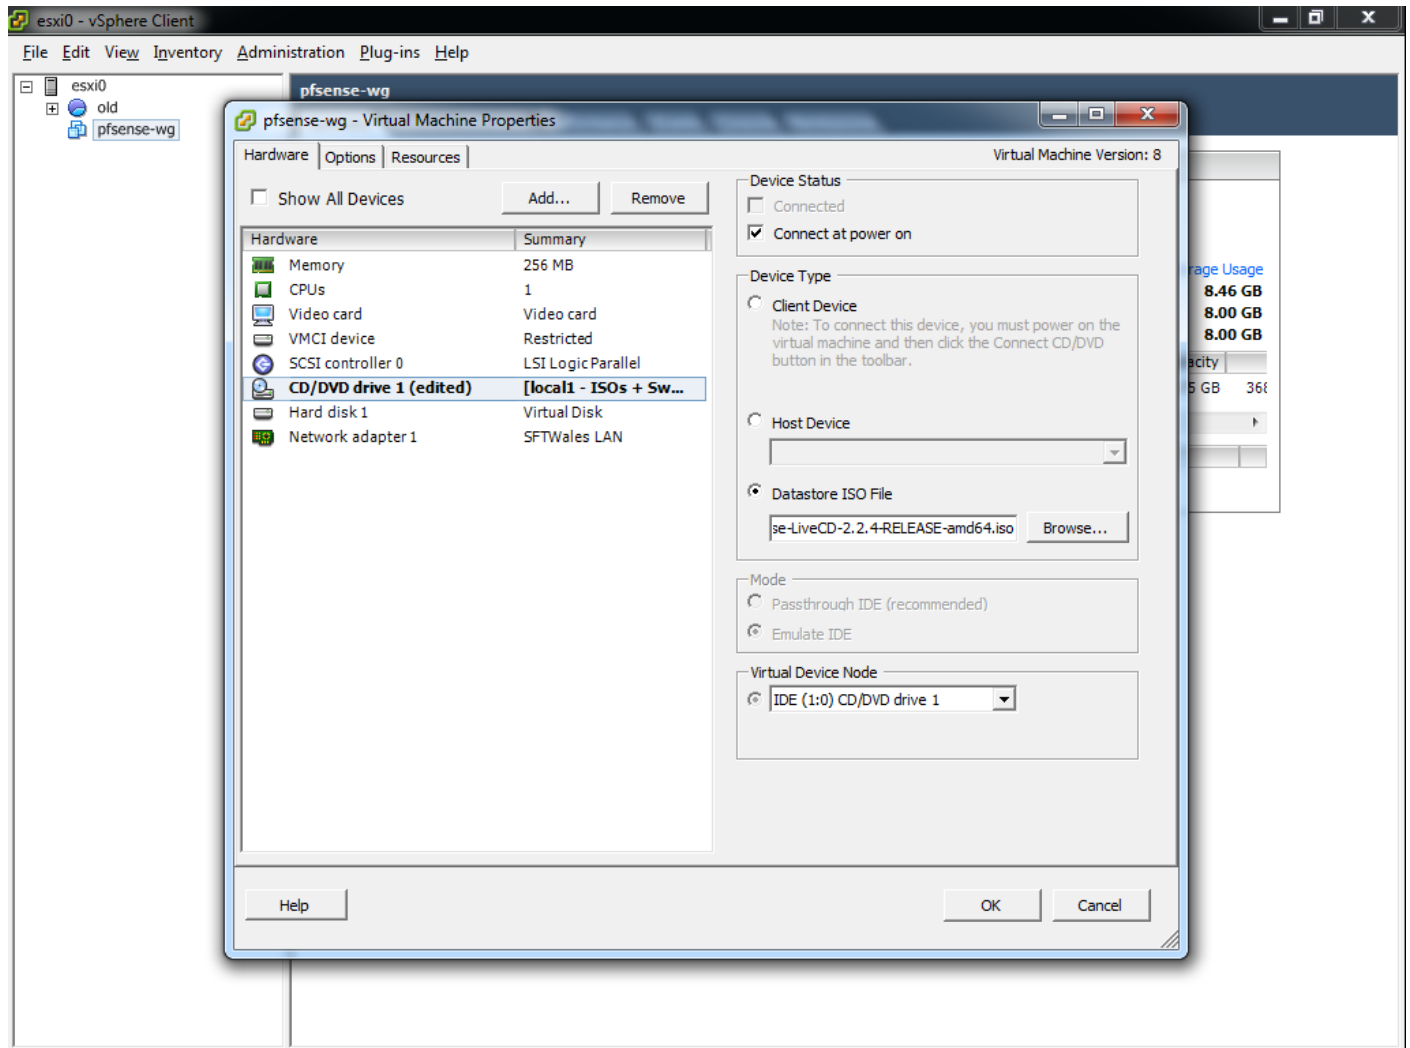 esxi0 - vSphere Client
File Edit View Inventory Administration Plug-ins Help
esxi0
old
pfsense-wg
pfsense-wg
pfsense-wg - Virtual Machine Properties
Hardware Options Resources
Virtual Machine Version: 8
Show All Devices
Add...
Remove
Hardware Summary
Memory 256 MB
CPUs 1
Video card Video card
VMCI device Restricted
SCSI controller 0 LSI Logic Parallel
CD/DVD drive 1 (edited) [local1 - ISOs + Sw...
Hard disk 1 Virtual Disk
Network adapter 1 SFTWales LAN
Device Status
Connected
Connect at power on
Device Type
Client Device
Note: To connect this device, you must power on the
virtual machine and then click the Connect CD/DVD
button in the toolbar.
Host Device
Datastore ISO File
se-LiveCD-2.2.4-RELEASE-amd64.iso
Browse...
Mode
Passthrough IDE (recommended)
Emulate IDE
Virtual Device Node
IDE (1:0) CD/DVD drive 1
Help
OK
Cancel
rage Usage
8.46 GB
8.00 GB
8.00 GB
acity
5 GB 368